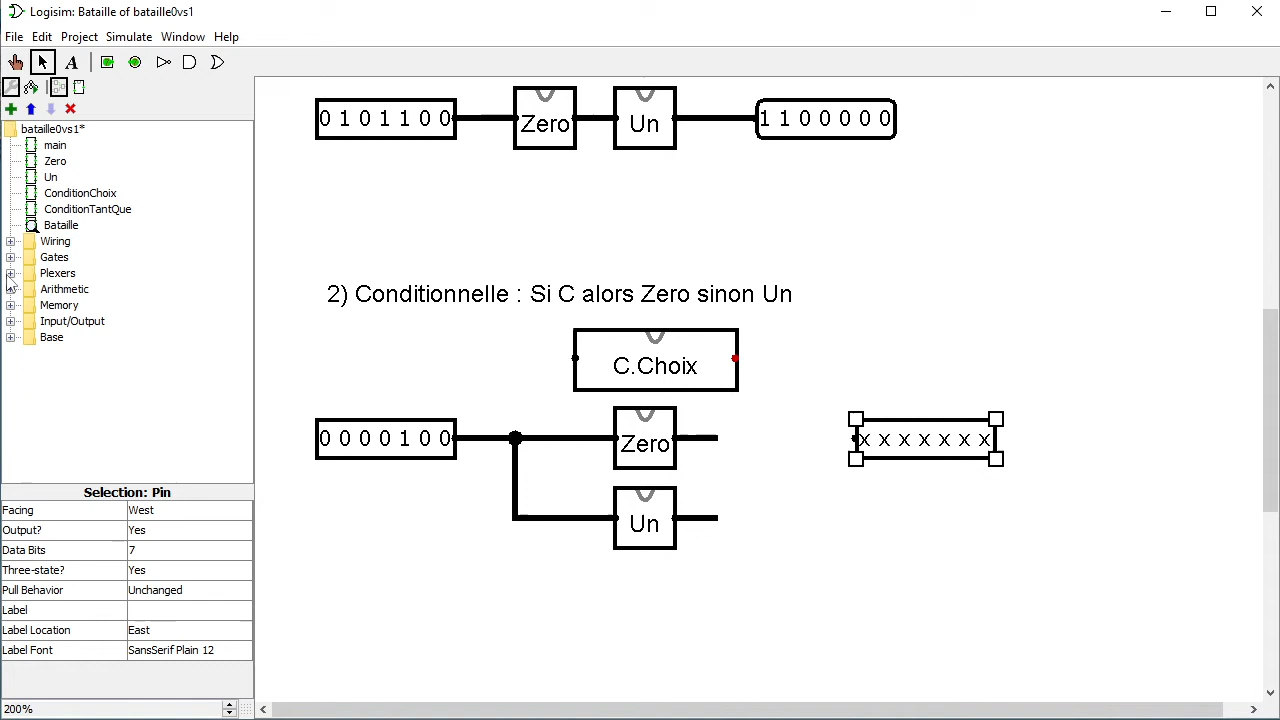 Logisim: Bataille of bataille0vs1
File Edit Project Simulate Window Help
A
bataille0vs1*
main
Zero
Un
ConditionChoix
ConditionTantQue
Bataille
Wiring
Gates
Plexers
Arithmetic
Memory
Input/Output
Base
Selection: Pin
Facing West
Output? Yes
Data Bits 7
Three-state? Yes
Pull Behavior Unchanged
Label
Label Location East
Label Font SansSerif Plain 12
200%
0 1 0 1 1 0 0 Zero Un 1 1 0 0 0 0 0
2) Conditionnelle : Si C alors Zero sinon Un
C.Choix
0 0 0 0 1 0 0 Zero x x x x x x x
Un